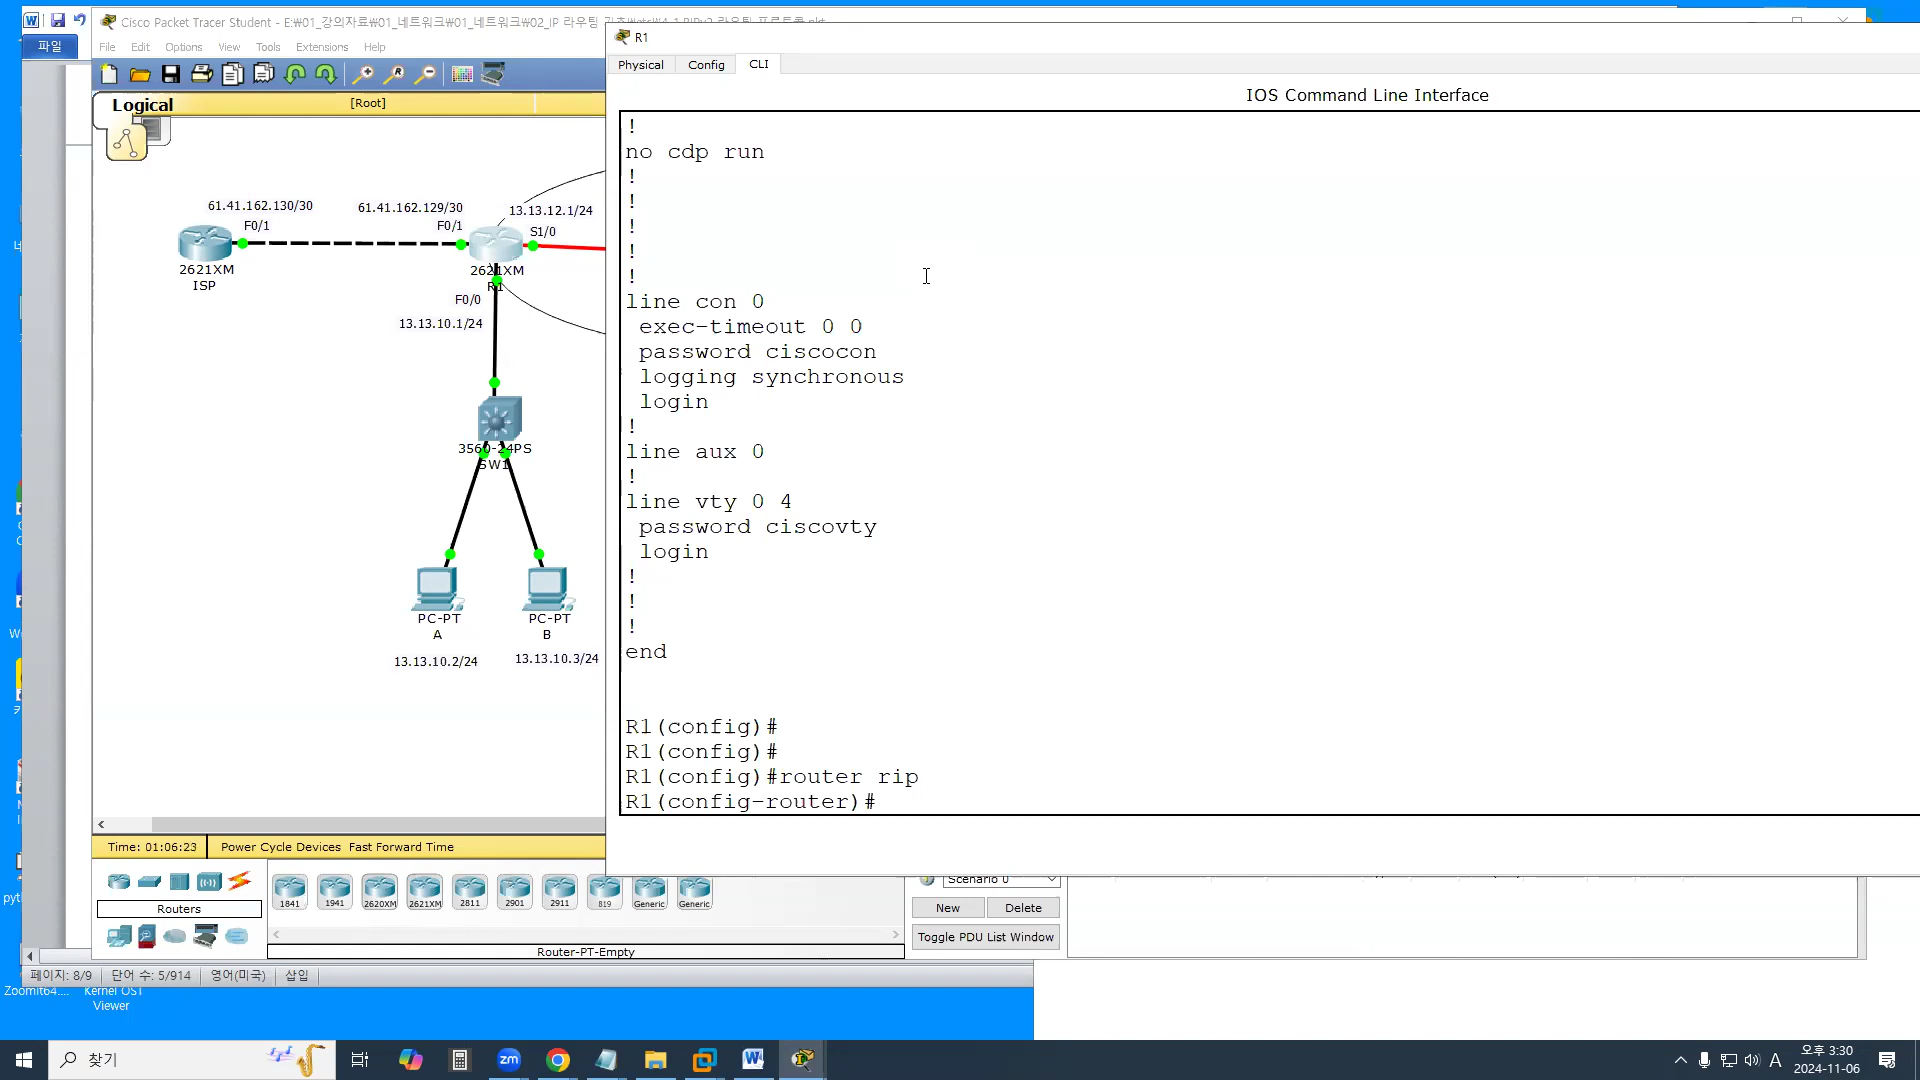 Cisco Packet Tracer Student - E:\01_강의자료\01_네트워크\01_네트워크\02_IP 라우팅
파일
File Edit Options View Tools Extensions Help
R1
Physical Config CLI
IOS Command Line Interface
Logical
[Root]
61.41.162.130/30
61.41.162.129/30
13.13.12.1/24
F0/1
F0/1
S1/0
2621XM
ISP
2621XM
R1
F0/0
13.13.10.1/24
3560-24PS
SW1
PC-PT
A
PC-PT
B
13.13.10.2/24
13.13.10.3/24
!
no cdp run
!
!
!
!
!
line con 0
exec-timeout 0 0
password ciscocon
logging synchronous
login
!
line aux 0
!
line vty 0 4
password ciscovty
login
!
!
!
end
R1(config)#
R1(config)#
R1(config)#router rip
R1(config-router)#
Time: 01:06:23
Power Cycle Devices Fast Forward Time
Routers
1841 1941 2620XM 2621XM 2811 2901 2911 819 Generic Generic
Router-PT-Empty
Scenario 0
New Delete
Toggle PDU List Window
페이지: 8/9 단어 수: 5/914 영어(미국) 삽입
Zoomit64....
Kernel OST
Viewer
찾기
A
오후 3:30
2024-11-06